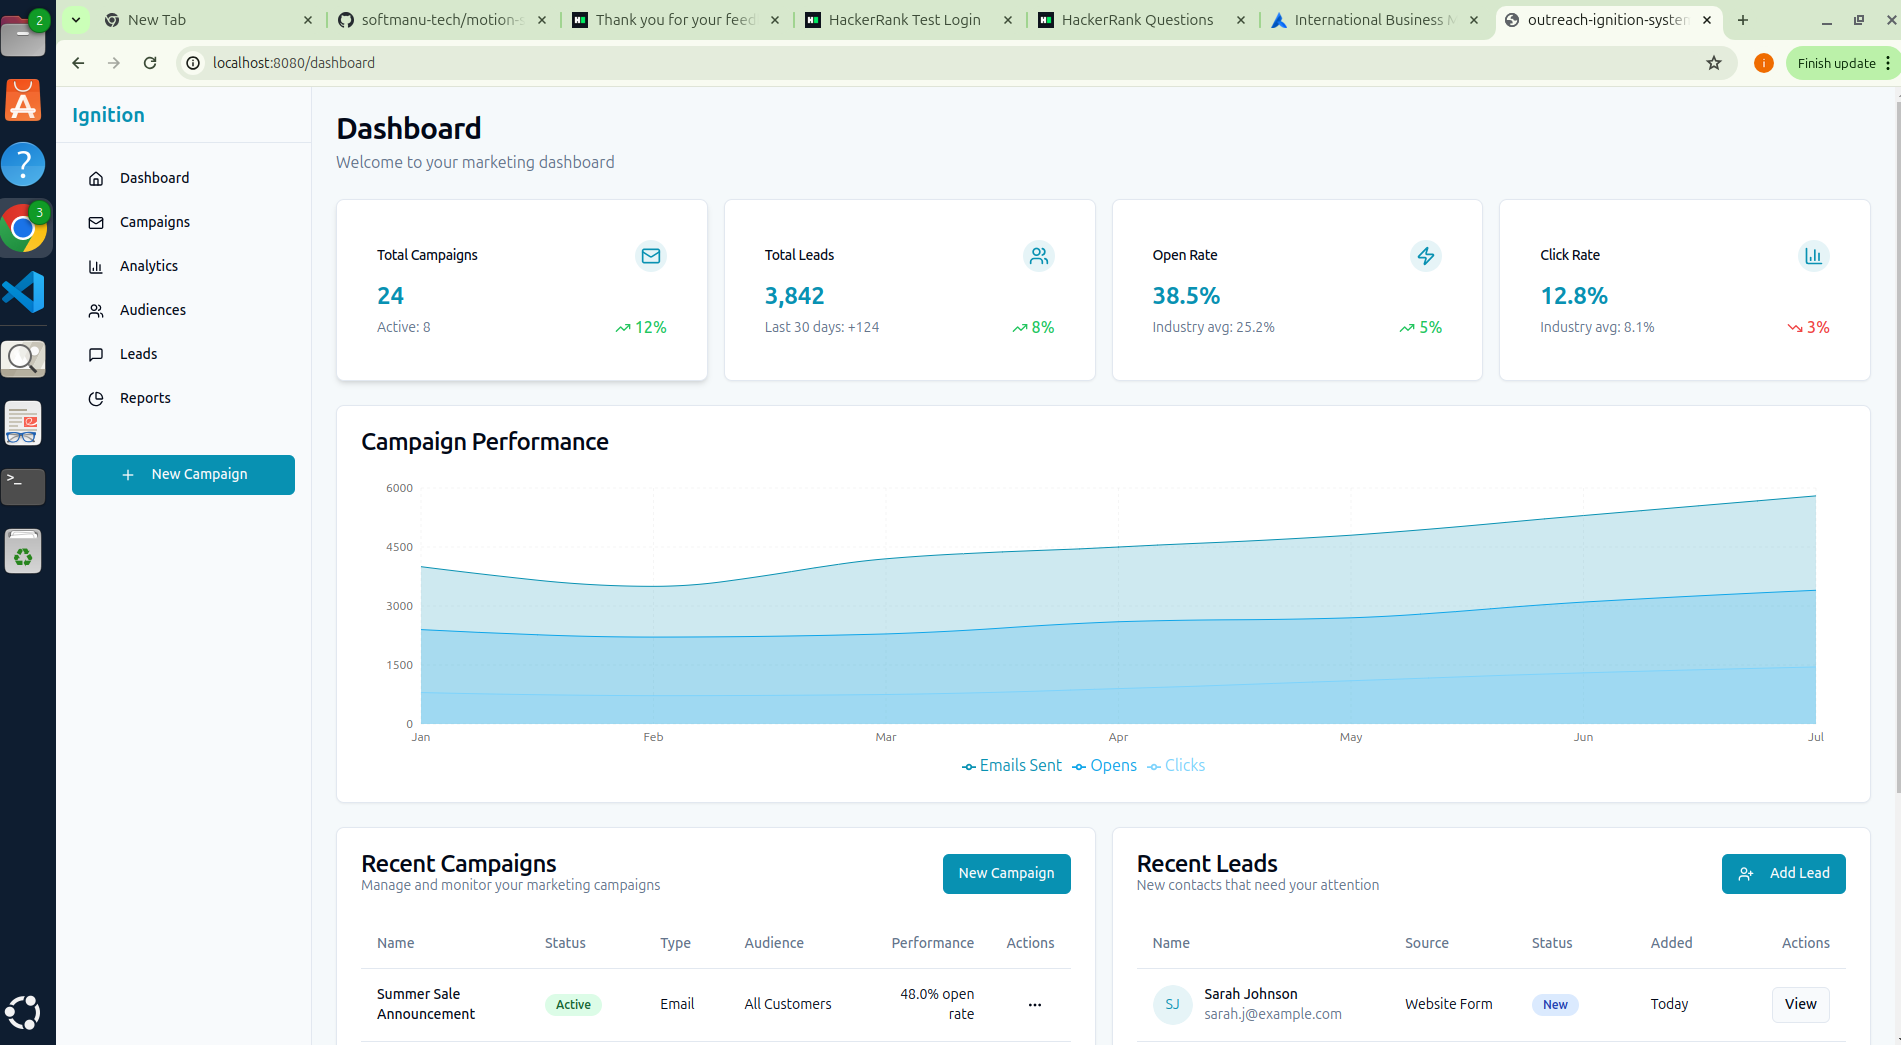 2
New Tab
softmanu-tech/motion-s
Thank you for your feed
HackerRank Test Login
HackerRank Questions
International Business M
outreach-ignition-system
localhost:8080/dashboard
i
Finish update
3
Ignition
Dashboard
Campaigns
Analytics
Audiences
Leads
Reports
New Campaign
Dashboard
Welcome to your marketing dashboard
Total Campaigns
24
Active: 8
12%
Total Leads
3,842
Last 30 days: +124
8%
Open Rate
38.5%
Industry avg: 25.2%
5%
Click Rate
12.8%
Industry avg: 8.1%
3%
Campaign Performance
6000
4500
3000
1500
0
Jan Feb Mar Apr May Jun Jul
Emails Sent Opens Clicks
Recent Campaigns
Manage and monitor your marketing campaigns
New Campaign
Name Status Type Audience Performance Actions
Summer Sale Announcement Active Email All Customers 48.0% open rate
Recent Leads
New contacts that need your attention
Add Lead
Name Source Status Added Actions
SJ Sarah Johnson Website Form New Today View
sarah.j@example.com